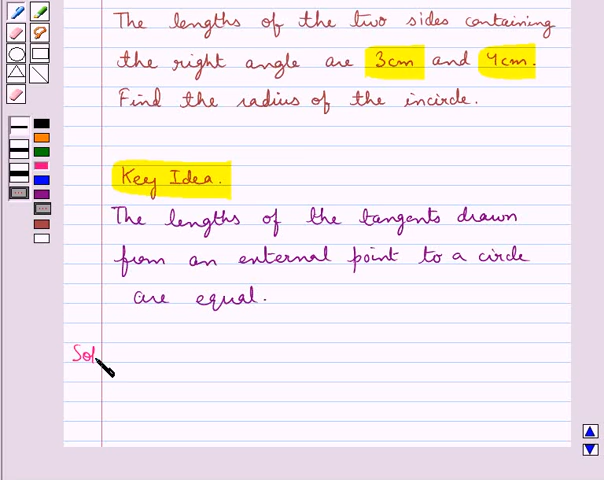 The lengths of the two sides containing
the right angle are 3cm and 4cm.
Find the radius of the incircle.
Key Idea.
The lengths of the tangents drawn
from an external point to a circle
are equal.
Sol